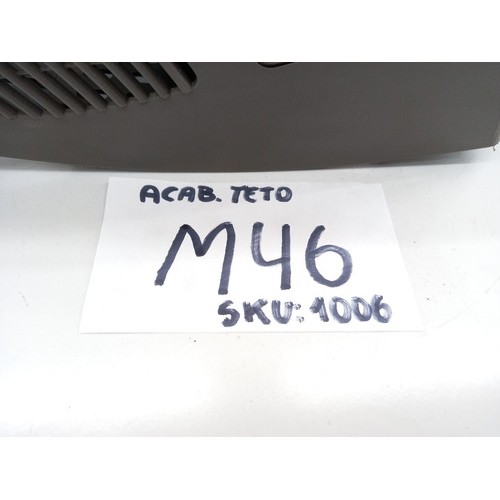 ACAB. TETO
M46
SKU: 1006